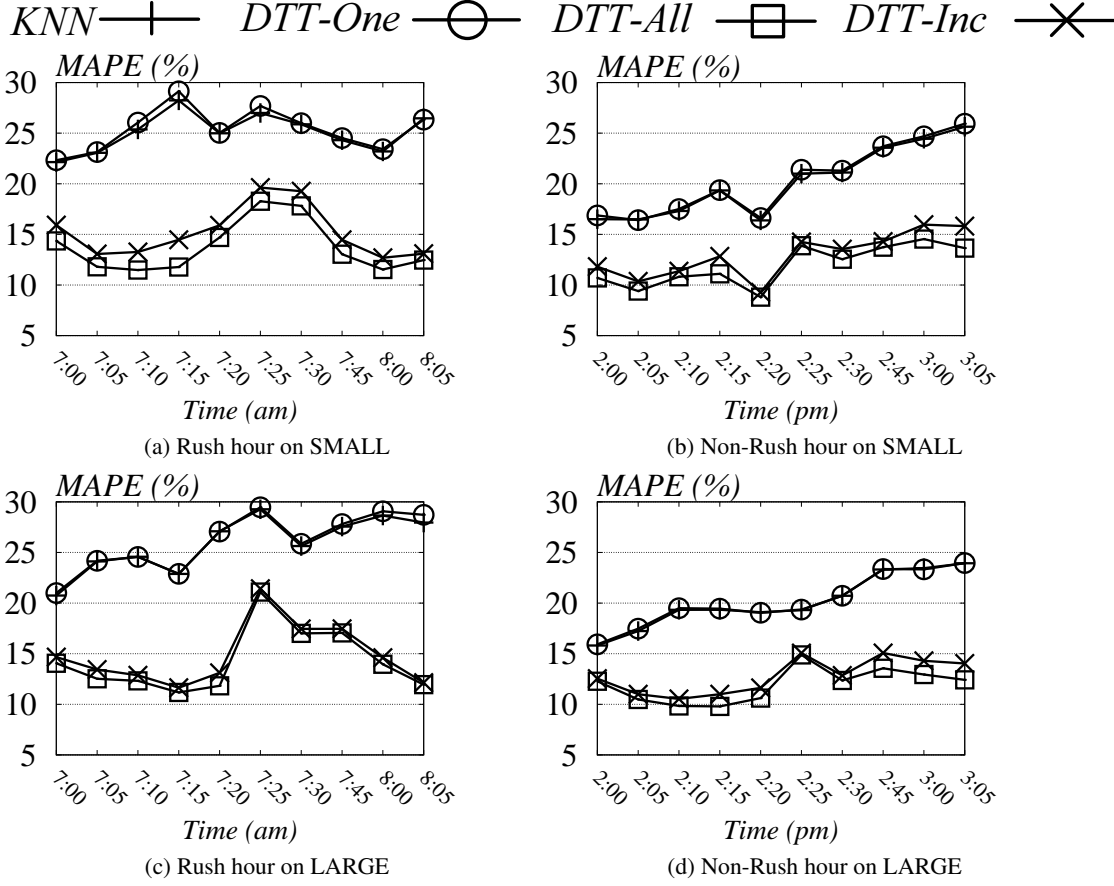 KNN DTT-One DTT-All DTT-Inc
MAPE (%)
30
25
20
15
10
5
7:00 7:05 7:10 7:15 7:20 7:25 7:30 7:45 8:00 8:05
Time (am)
(a) Rush hour on SMALL
MAPE (%)
30
25
20
15
10
5
2:00 2:05 2:10 2:15 2:20 2:25 2:30 2:45 3:00 3:05
Time (pm)
(b) Non-Rush hour on SMALL
MAPE (%)
30
25
20
15
10
5
7:00 7:05 7:10 7:15 7:20 7:25 7:30 7:45 8:00 8:05
Time (am)
(c) Rush hour on LARGE
MAPE (%)
30
25
20
15
10
5
2:00 2:05 2:10 2:15 2:20 2:25 2:30 2:45 3:00 3:05
Time (pm)
(d) Non-Rush hour on LARGE